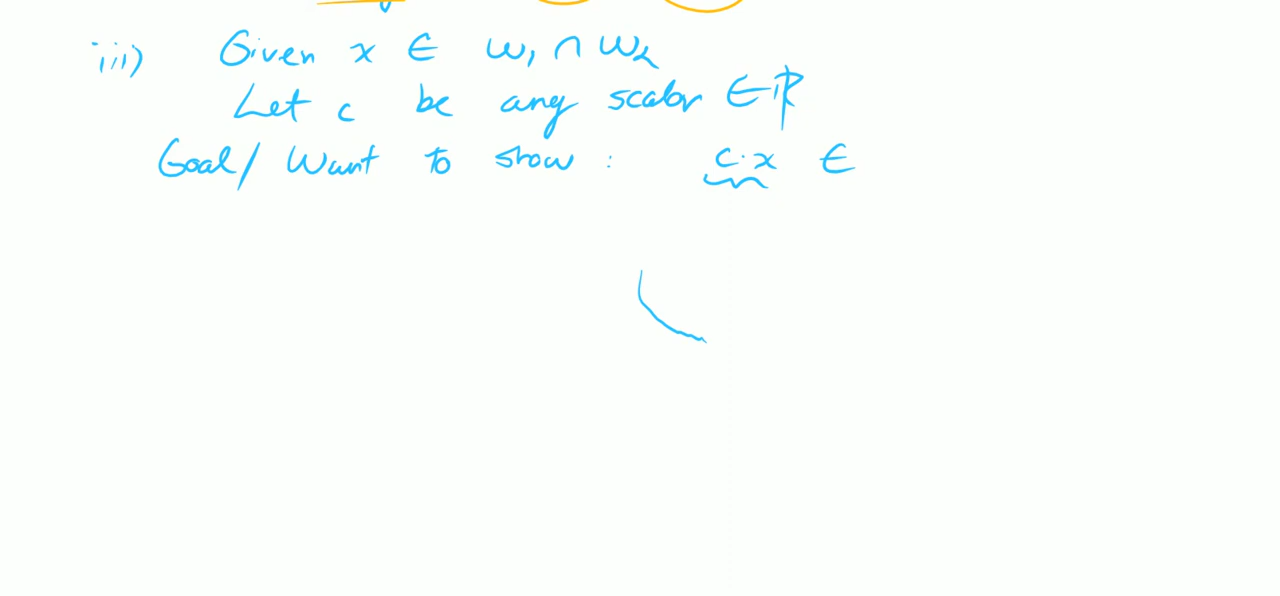 iii) Given x ∈ W₁ ∩ W₂
Let c be any scalar ∈ ℝ
Goal/ Want to show : c·x ∈